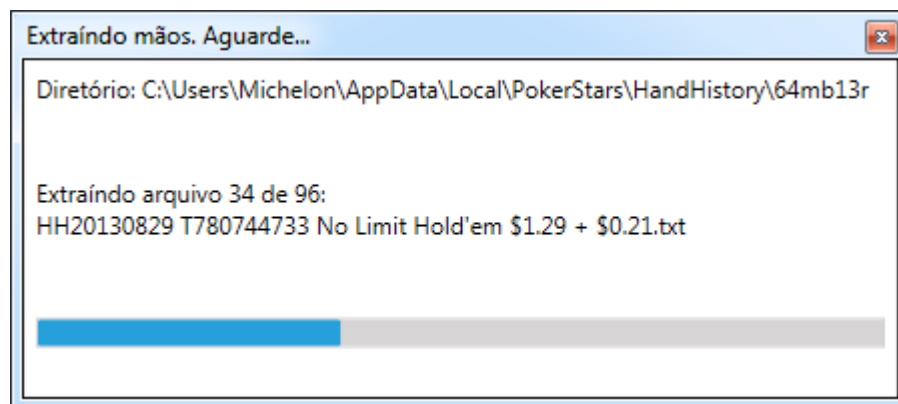 Extraíndo mãos. Aguarde...
Diretório: C:\Users\Michelon\AppData\Local\PokerStars\HandHistory\64mb13r
Extraíndo arquivo 34 de 96:
HH20130829 T780744733 No Limit Hold'em $1.29 + $0.21.txt